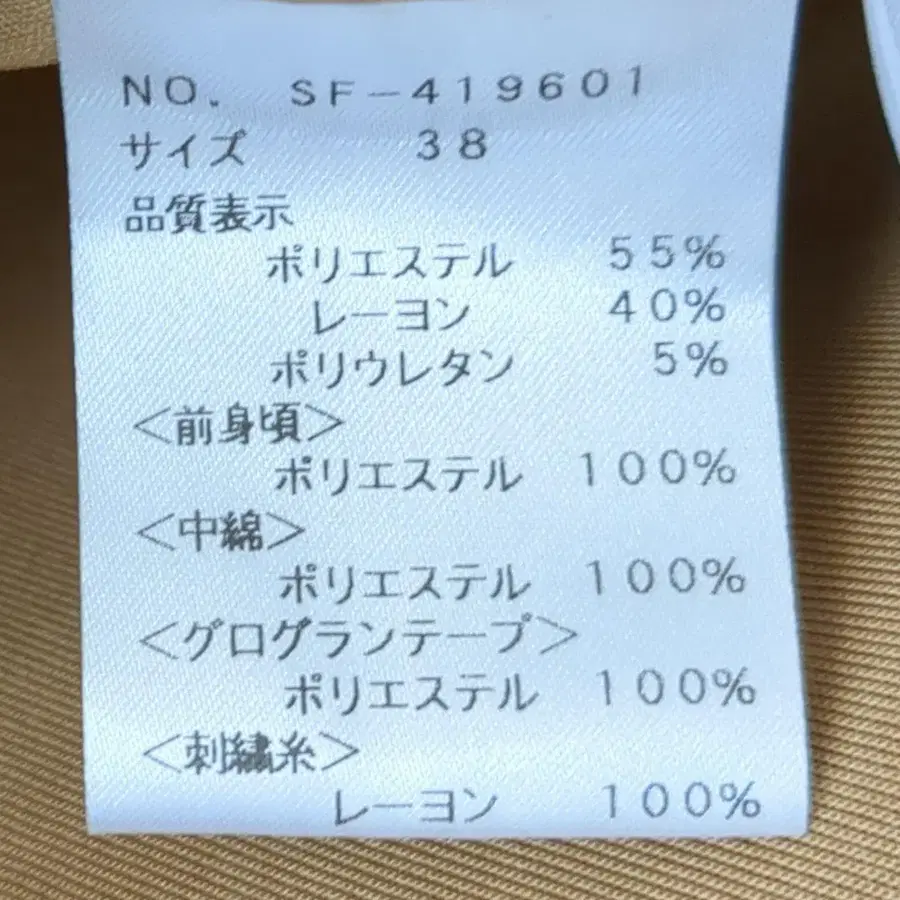 NO. SF-419601
サイズ 38
品質表示
ポリエステル 55%
レーヨン 40%
ポリウレタン 5%
<前身頃>
ポリエステル 100%
<中綿>
ポリエステル 100%
<グログランテープ>
ポリエステル 100%
<刺繍糸>
レーヨン 100%